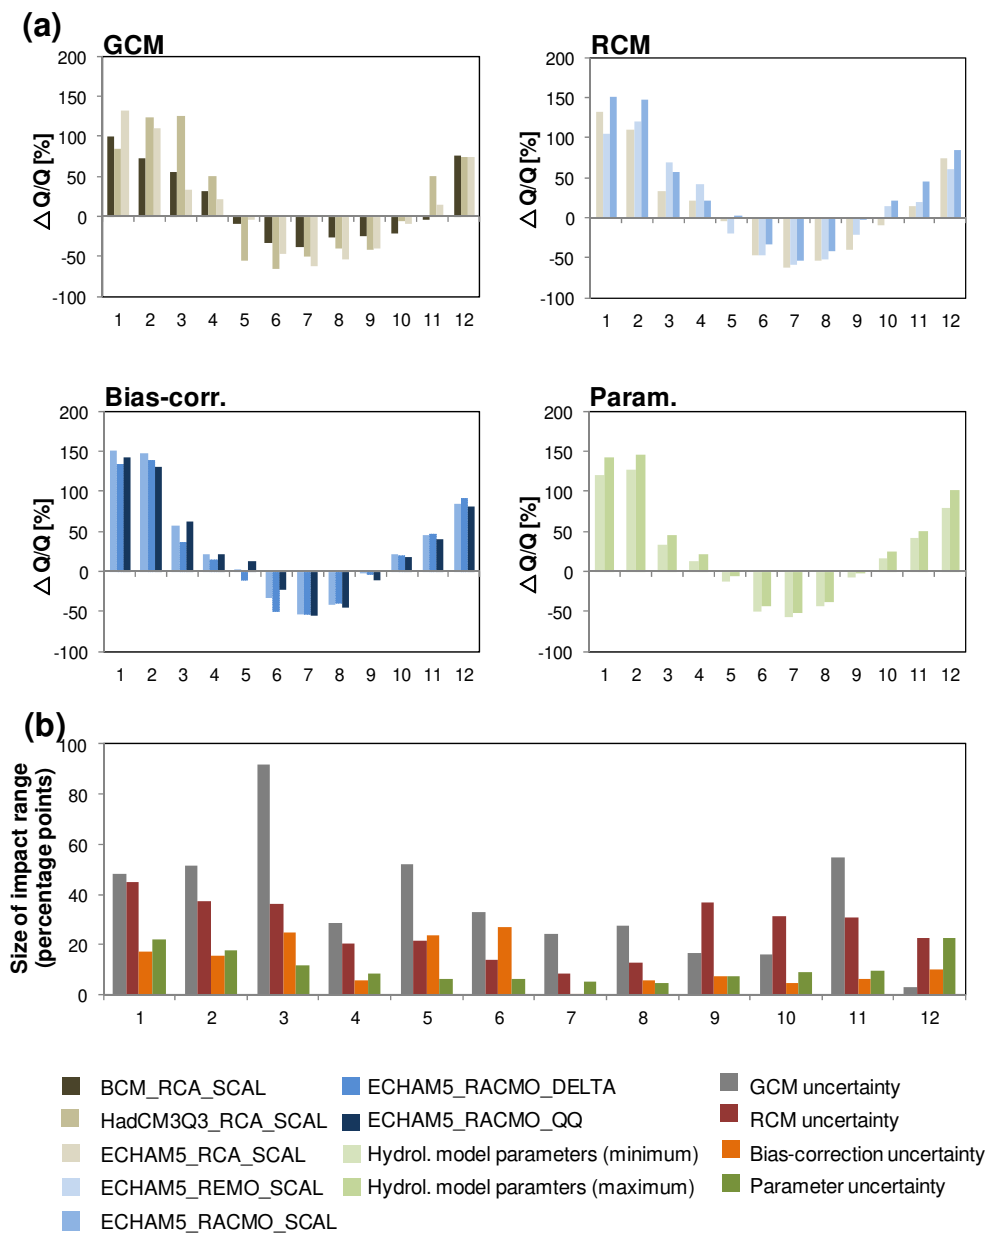 (a)
GCM
200
150
100
50
0
-50
-100
△ Q/Q [%]
1 2 3 4 5 6 7 8 9 10 11 12
RCM
200
150
100
50
0
-50
-100
△ Q/Q [%]
1 2 3 4 5 6 7 8 9 10 11 12
Bias-corr.
200
150
100
50
0
-50
-100
△ Q/Q [%]
1 2 3 4 5 6 7 8 9 10 11 12
Param.
200
150
100
50
0
-50
-100
△ Q/Q [%]
1 2 3 4 5 6 7 8 9 10 11 12
(b)
100
80
60
40
20
0
Size of impact range
(percentage points)
1 2 3 4 5 6 7 8 9 10 11 12
BCM_RCA_SCAL
HadCM3Q3_RCA_SCAL
ECHAM5_RCA_SCAL
ECHAM5_REMO_SCAL
ECHAM5_RACMO_SCAL
ECHAM5_RACMO_DELTA
ECHAM5_RACMO_QQ
Hydrol. model parameters (minimum)
Hydrol. model paramters (maximum)
GCM uncertainty
RCM uncertainty
Bias-correction uncertainty
Parameter uncertainty